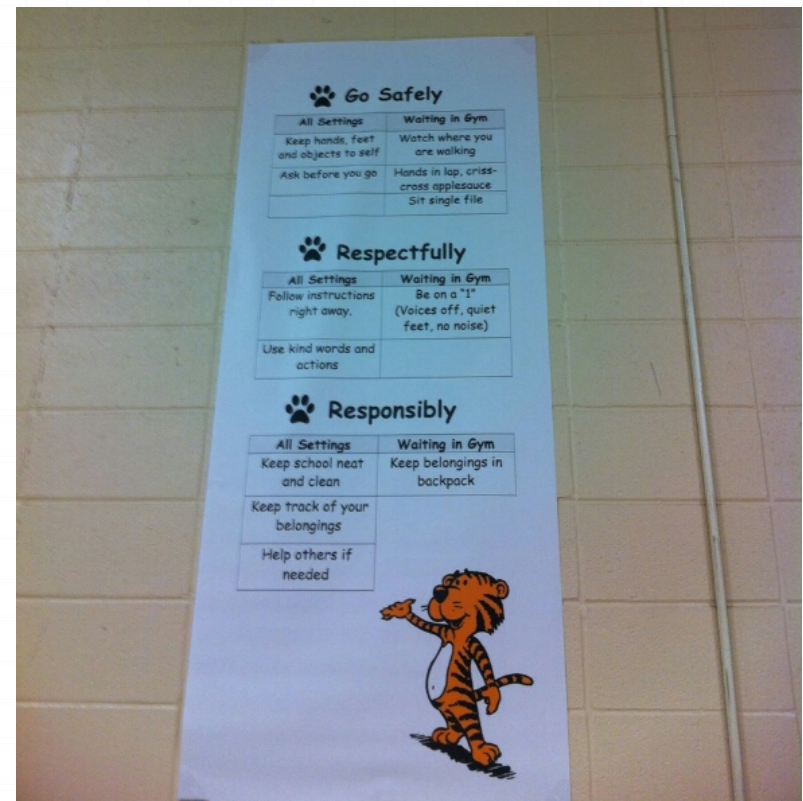 Go Safely
All Settings
Waiting in Gym
Keep hands, feet
and objects to self
Watch where you
are walking
Ask before you go
Hands in lap, criss-
cross applesauce
Sit single file
Respectfully
All Settings
Waiting in Gym
Follow instructions
right away.
Be on a "1"
(Voices off, quiet
feet, no noise)
Use kind words and
actions
Responsibly
All Settings
Waiting in Gym
Keep school neat
and clean
Keep belongings in
backpack
Keep track of your
belongings
Help others if
needed